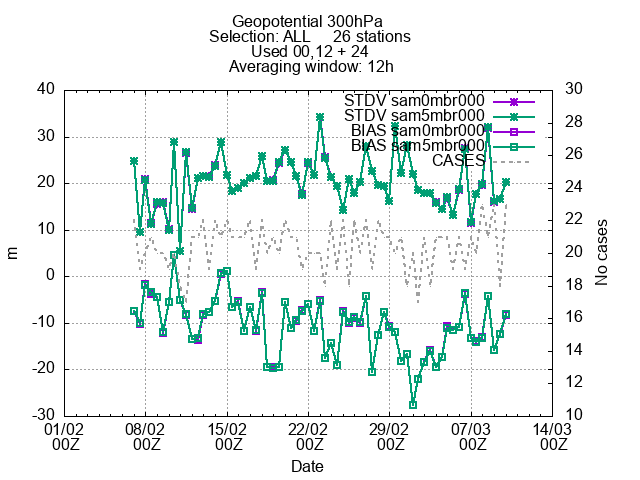 Geopotential 300hPa
Selection: ALL 26 stations
Used 00,12 + 24
Averaging window: 12h
STDV sam0mbr000
STDV sam5mbr000
BIAS sam0mbr000
BIAS sam5mbr000
CASES
40
30
20
10
0
-10
-20
-30
m
30
28
26
24
22
20
18
16
14
12
10
No cases
01/02 08/02 15/02 22/02 29/02 07/03 14/03
00Z 00Z 00Z 00Z 00Z 00Z 00Z
Date